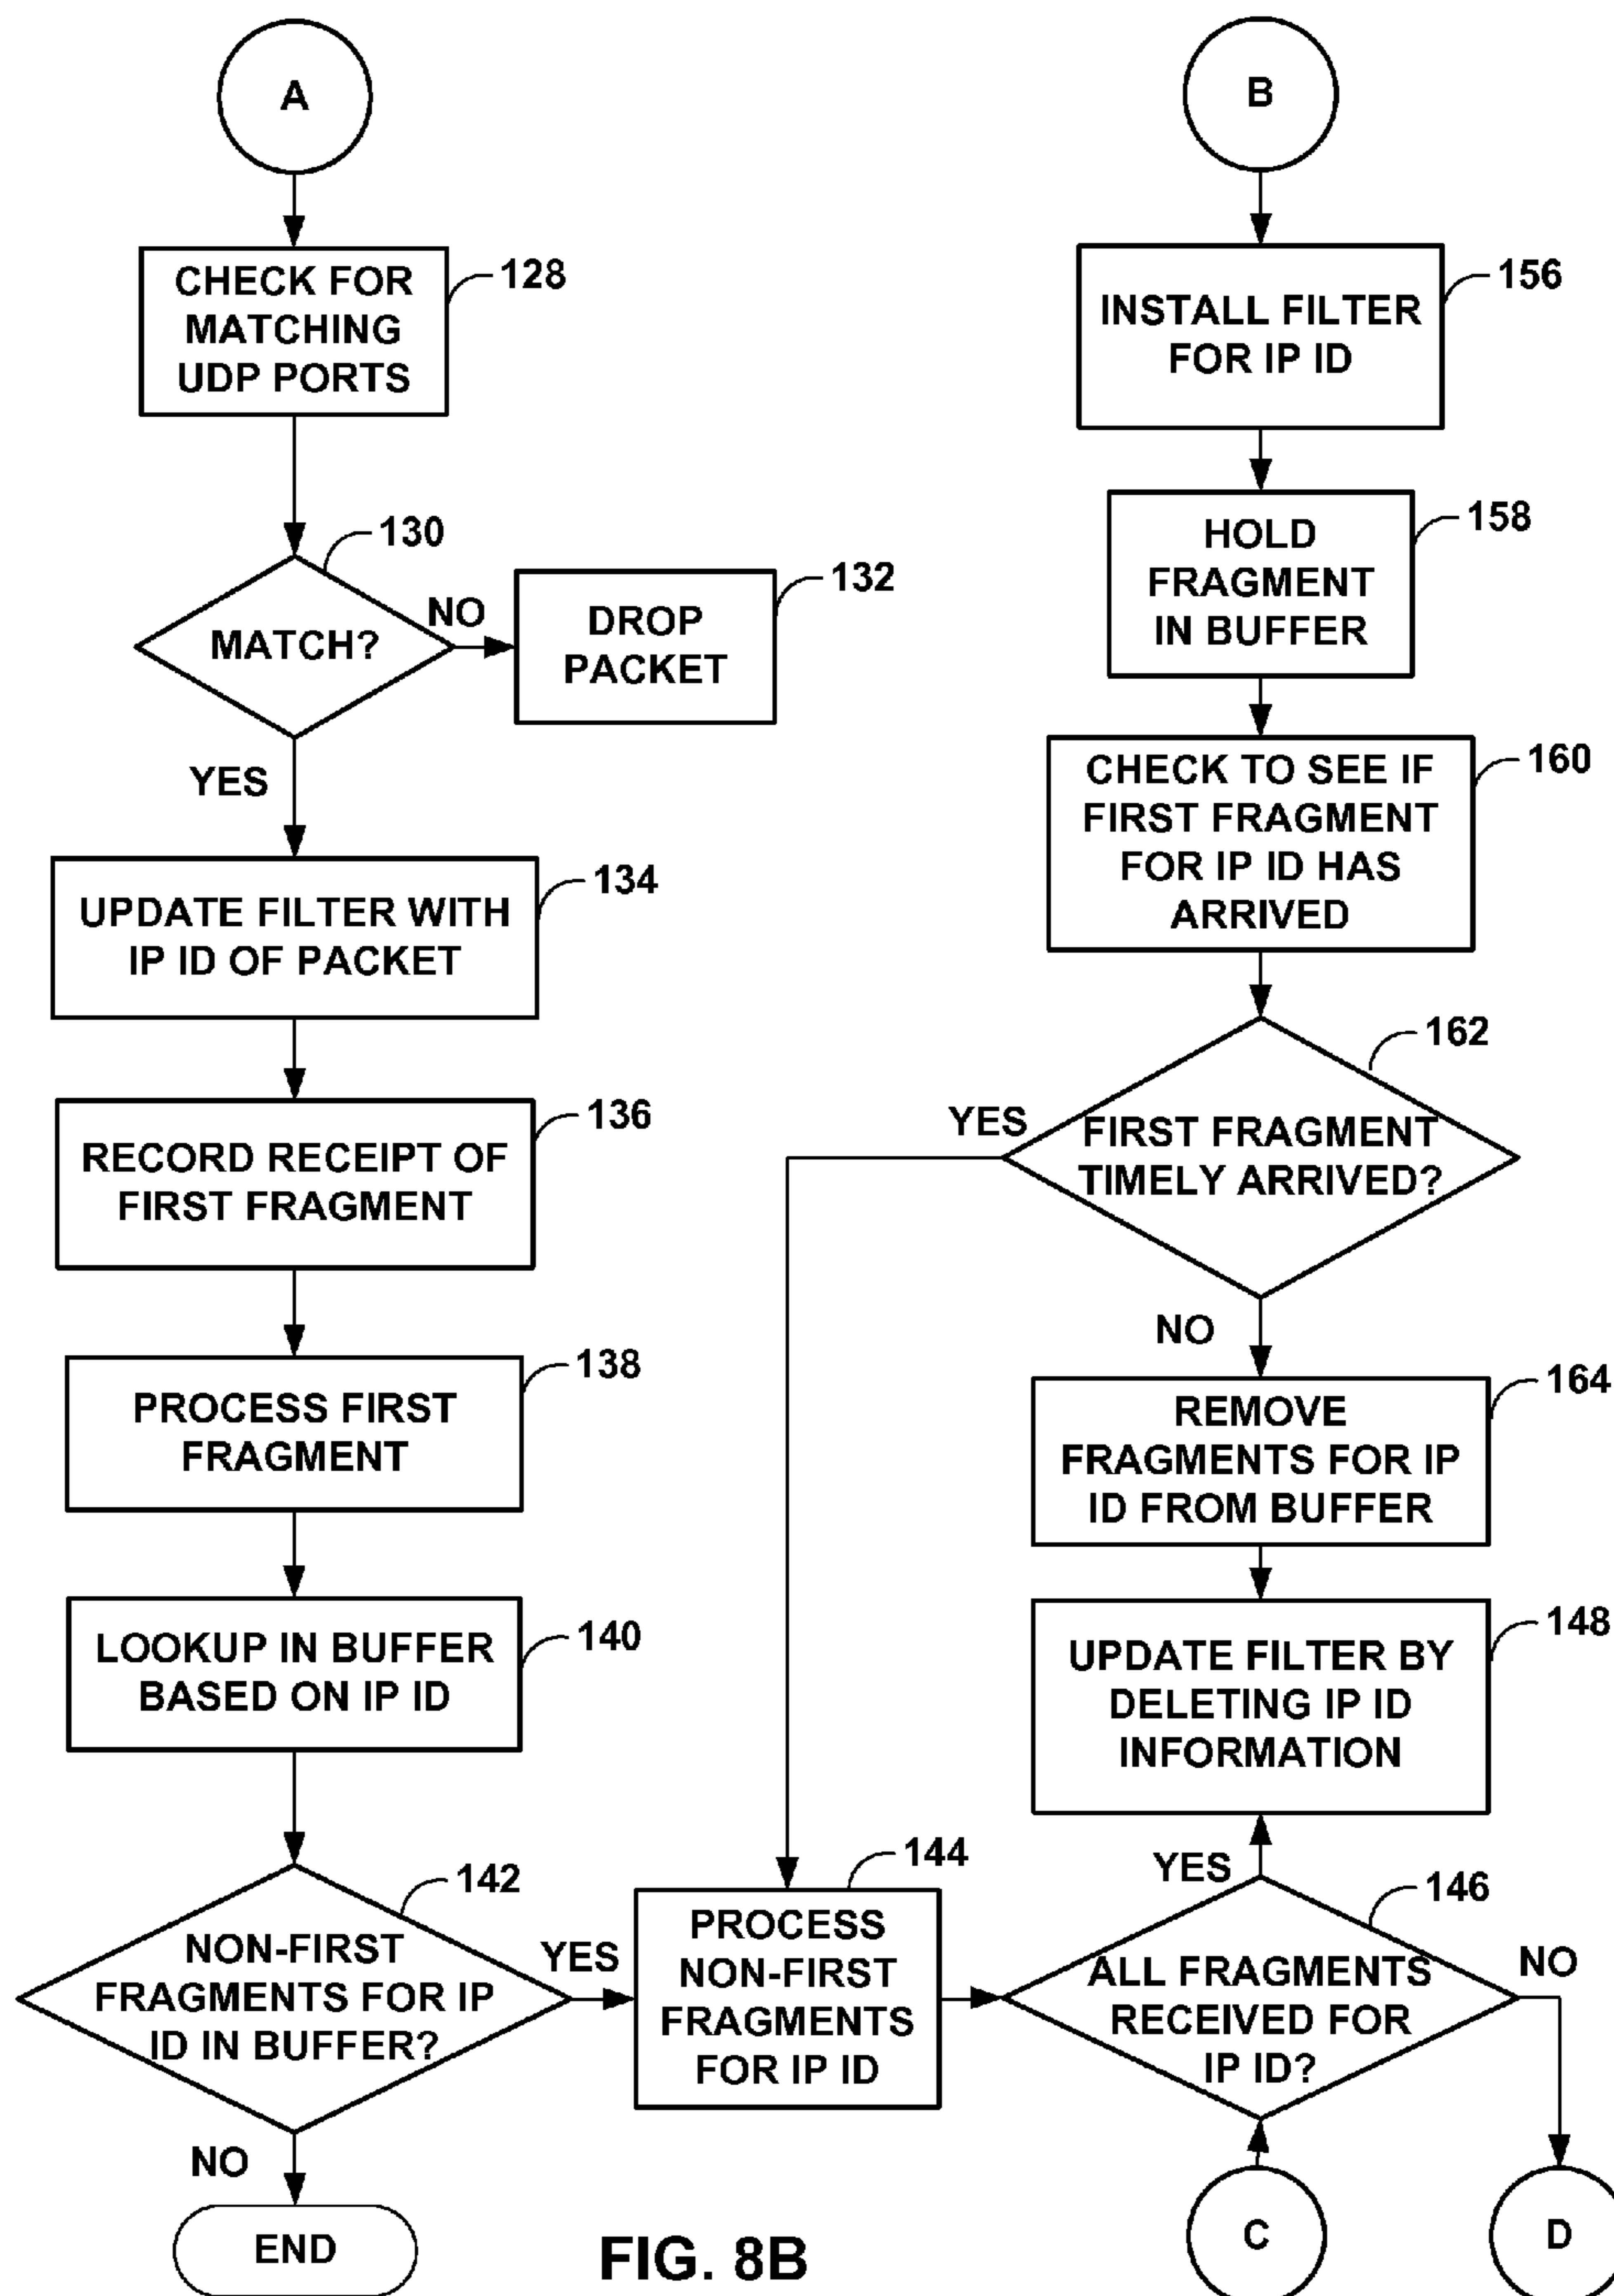 A
CHECK FOR
MATCHING
UDP PORTS
128
130
MATCH?
NO
DROP
PACKET
132
YES
UPDATE FILTER WITH
IP ID OF PACKET
134
RECORD RECEIPT OF
FIRST FRAGMENT
136
PROCESS FIRST
FRAGMENT
138
LOOKUP IN BUFFER
BASED ON IP ID
140
142
NON-FIRST
FRAGMENTS FOR IP
ID IN BUFFER?
YES
NO
END
144
PROCESS
NON-FIRST
FRAGMENTS
FOR IP ID
B
INSTALL FILTER
FOR IP ID
156
HOLD
FRAGMENT
IN BUFFER
158
CHECK TO SEE IF
FIRST FRAGMENT
FOR IP ID HAS
ARRIVED
160
162
YES
FIRST FRAGMENT
TIMELY ARRIVED?
NO
REMOVE
FRAGMENTS FOR IP
ID FROM BUFFER
164
UPDATE FILTER BY
DELETING IP ID
INFORMATION
148
YES
146
ALL FRAGMENTS
RECEIVED FOR
IP ID?
NO
C
D
FIG. 8B